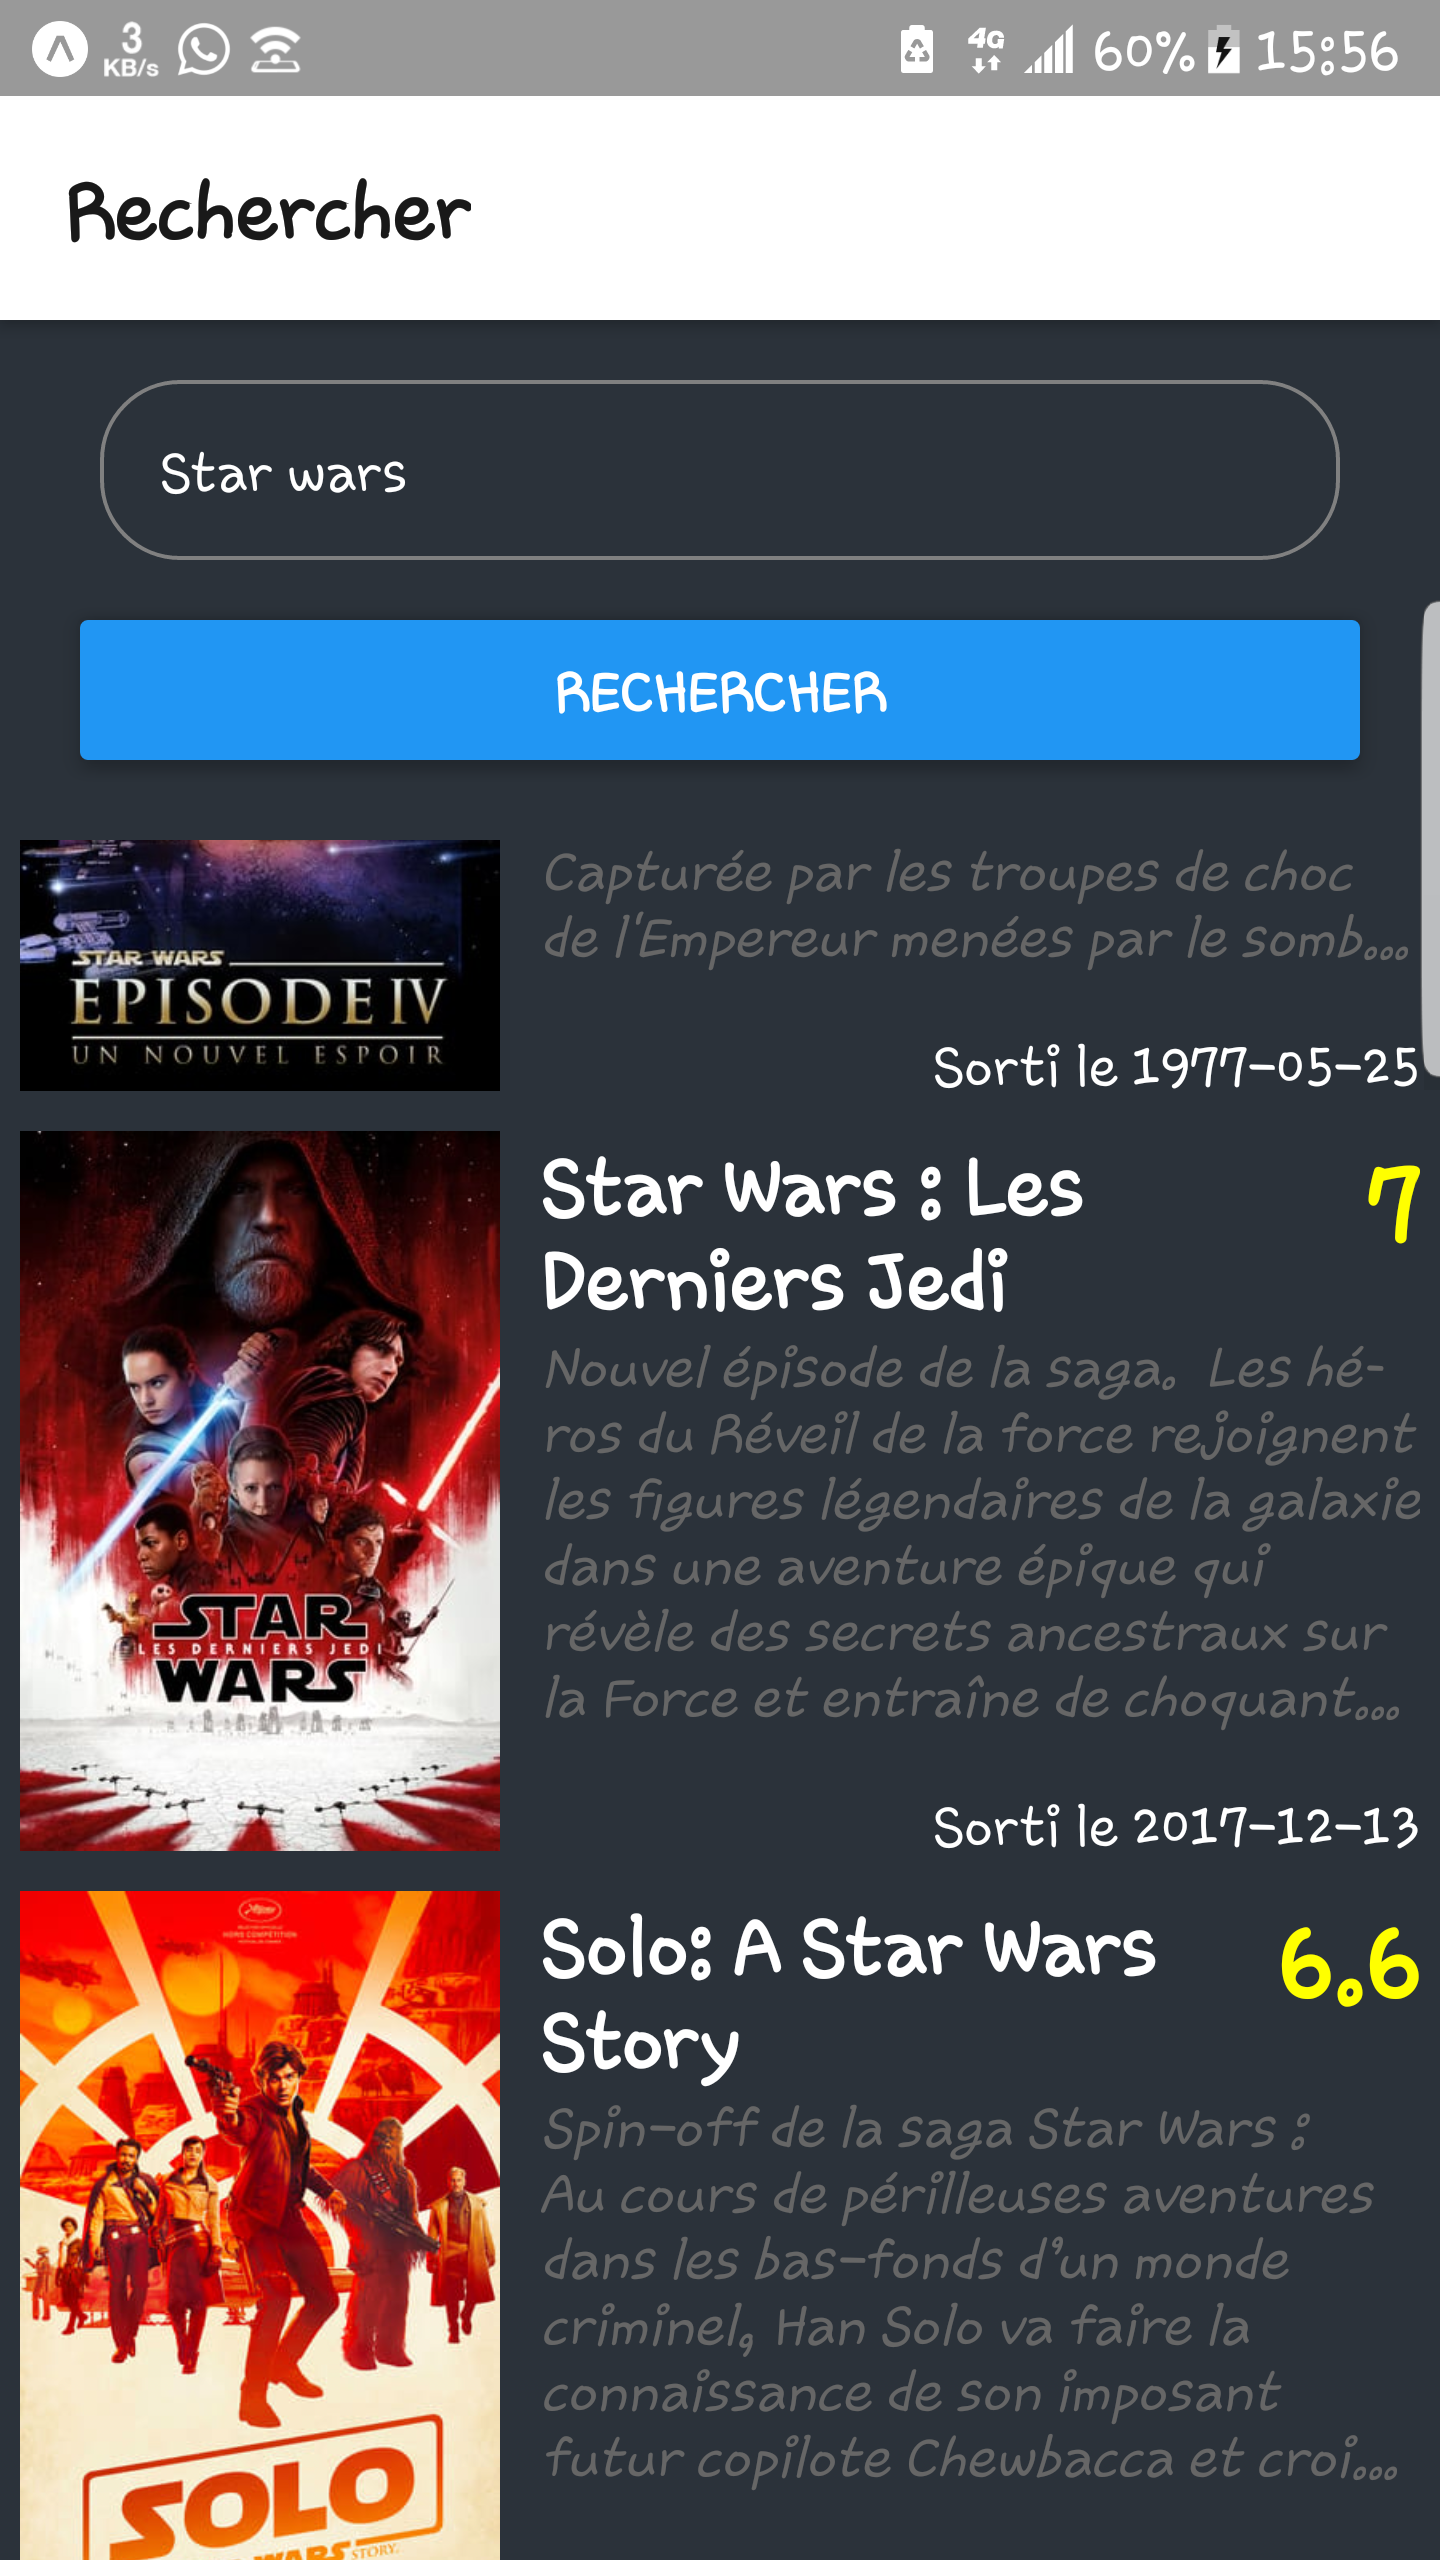 3
KB/s
4G
60%
15:56
Rechercher
Star wars
RECHERCHER
STAR WARS
EPISODE IV
UN NOUVEL ESPOIR
Capturée par les troupes de choc
de l'Empereur menées par le somb...
Sorti le 1977-05-25
STAR
LES DERNIERS JEDI
WARS
Star Wars : Les
Derniers Jedi
7
Nouvel épisode de la saga.  Les hé-
ros du Réveil de la force rejoignent
les figures légendaires de la galaxie
dans une aventure épique qui
révèle des secrets ancestraux sur
la Force et entraîne de choquant...
Sorti le 2017-12-13
HORS COMPÉTITION
SOLO
WARS STORY
Solo: A Star Wars
Story
6.6
Spin-off de la saga Star Wars :
Au cours de périlleuses aventures
dans les bas-fonds d’un monde
criminel, Han Solo va faire la
connaissance de son imposant
futur copilote Chewbacca et croi...